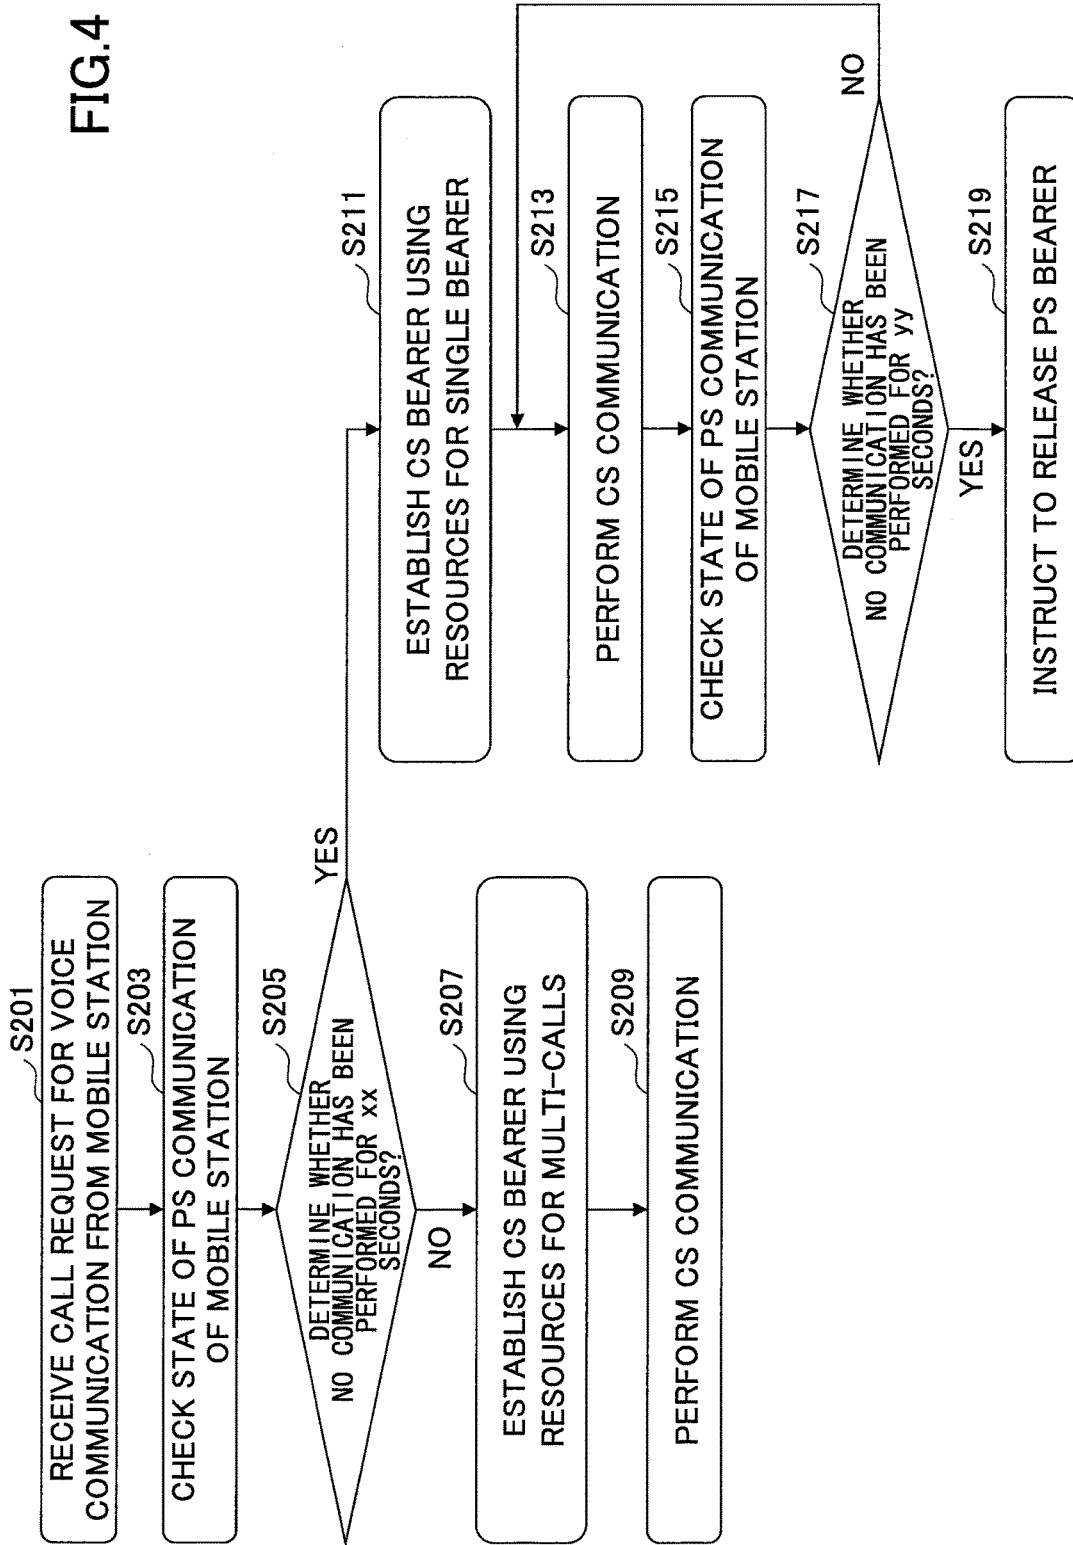 FIG.4
S201
RECEIVE CALL REQUEST FOR VOICE
COMMUNICATION FROM MOBILE STATION
S203
CHECK STATE OF PS COMMUNICATION
OF MOBILE STATION
S205
DETERMINE WHETHER
NO COMMUNICATION HAS BEEN
PERFORMED FOR xx
SECONDS?
YES
NO
S207
ESTABLISH CS BEARER USING
RESOURCES FOR MULTI-CALLS
S209
PERFORM CS COMMUNICATION
S211
ESTABLISH CS BEARER USING
RESOURCES FOR SINGLE BEARER
S213
PERFORM CS COMMUNICATION
S215
CHECK STATE OF PS COMMUNICATION
OF MOBILE STATION
S217
DETERMINE WHETHER
NO COMMUNICATION HAS BEEN
PERFORMED FOR yy
SECONDS?
NO
YES
S219
INSTRUCT TO RELEASE PS BEARER